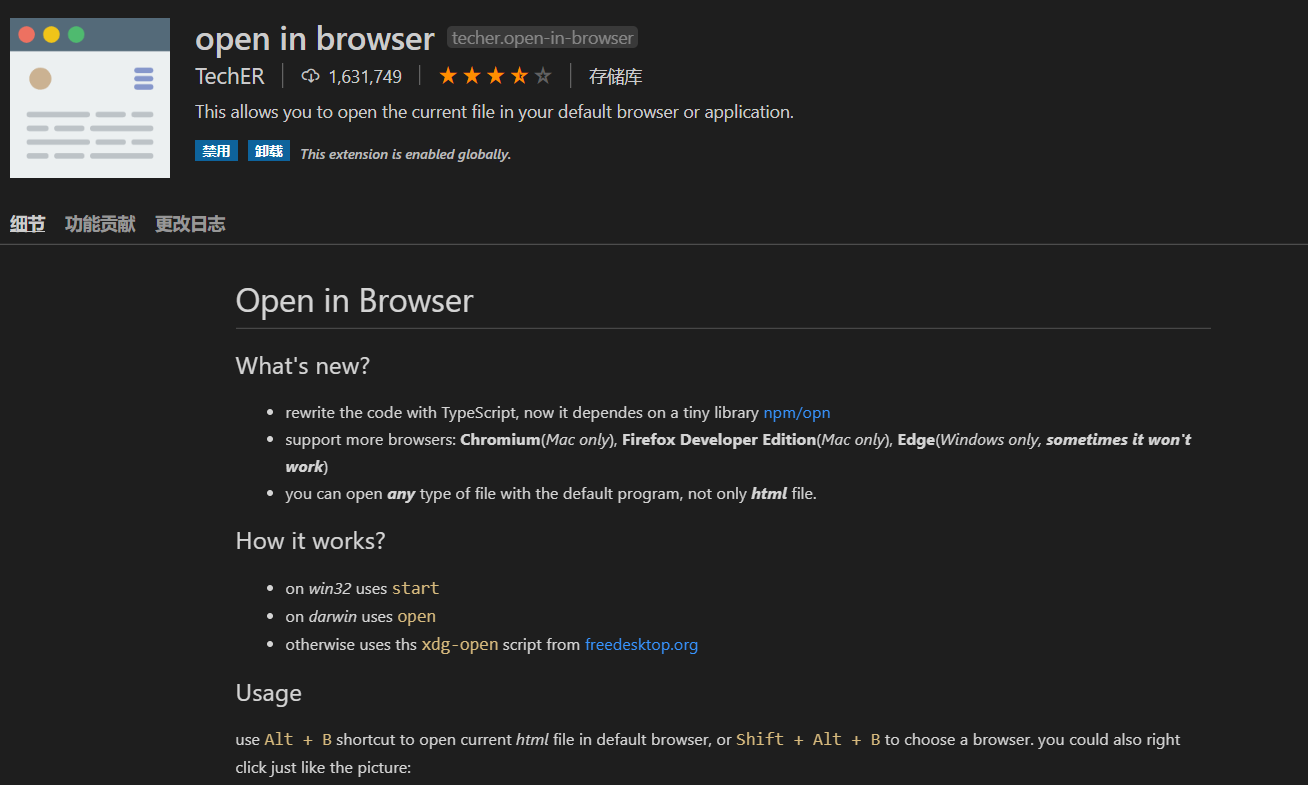 open in browser techer.open-in-browser
TechER 1,631,749 存储库
This allows you to open the current file in your default browser or application.
禁用 卸载 This extension is enabled globally.
细节 功能贡献 更改日志
Open in Browser
What's new?
rewrite the code with TypeScript, now it dependes on a tiny library npm/opn
support more browsers: Chromium(Mac only), Firefox Developer Edition(Mac only), Edge(Windows only, sometimes it won't
work)
you can open any type of file with the default program, not only html file.
How it works?
on win32 uses start
on darwin uses open
otherwise uses ths xdg-open script from freedesktop.org
Usage
use Alt + B shortcut to open current html file in default browser, or Shift + Alt + B to choose a browser. you could also right
click just like the picture: